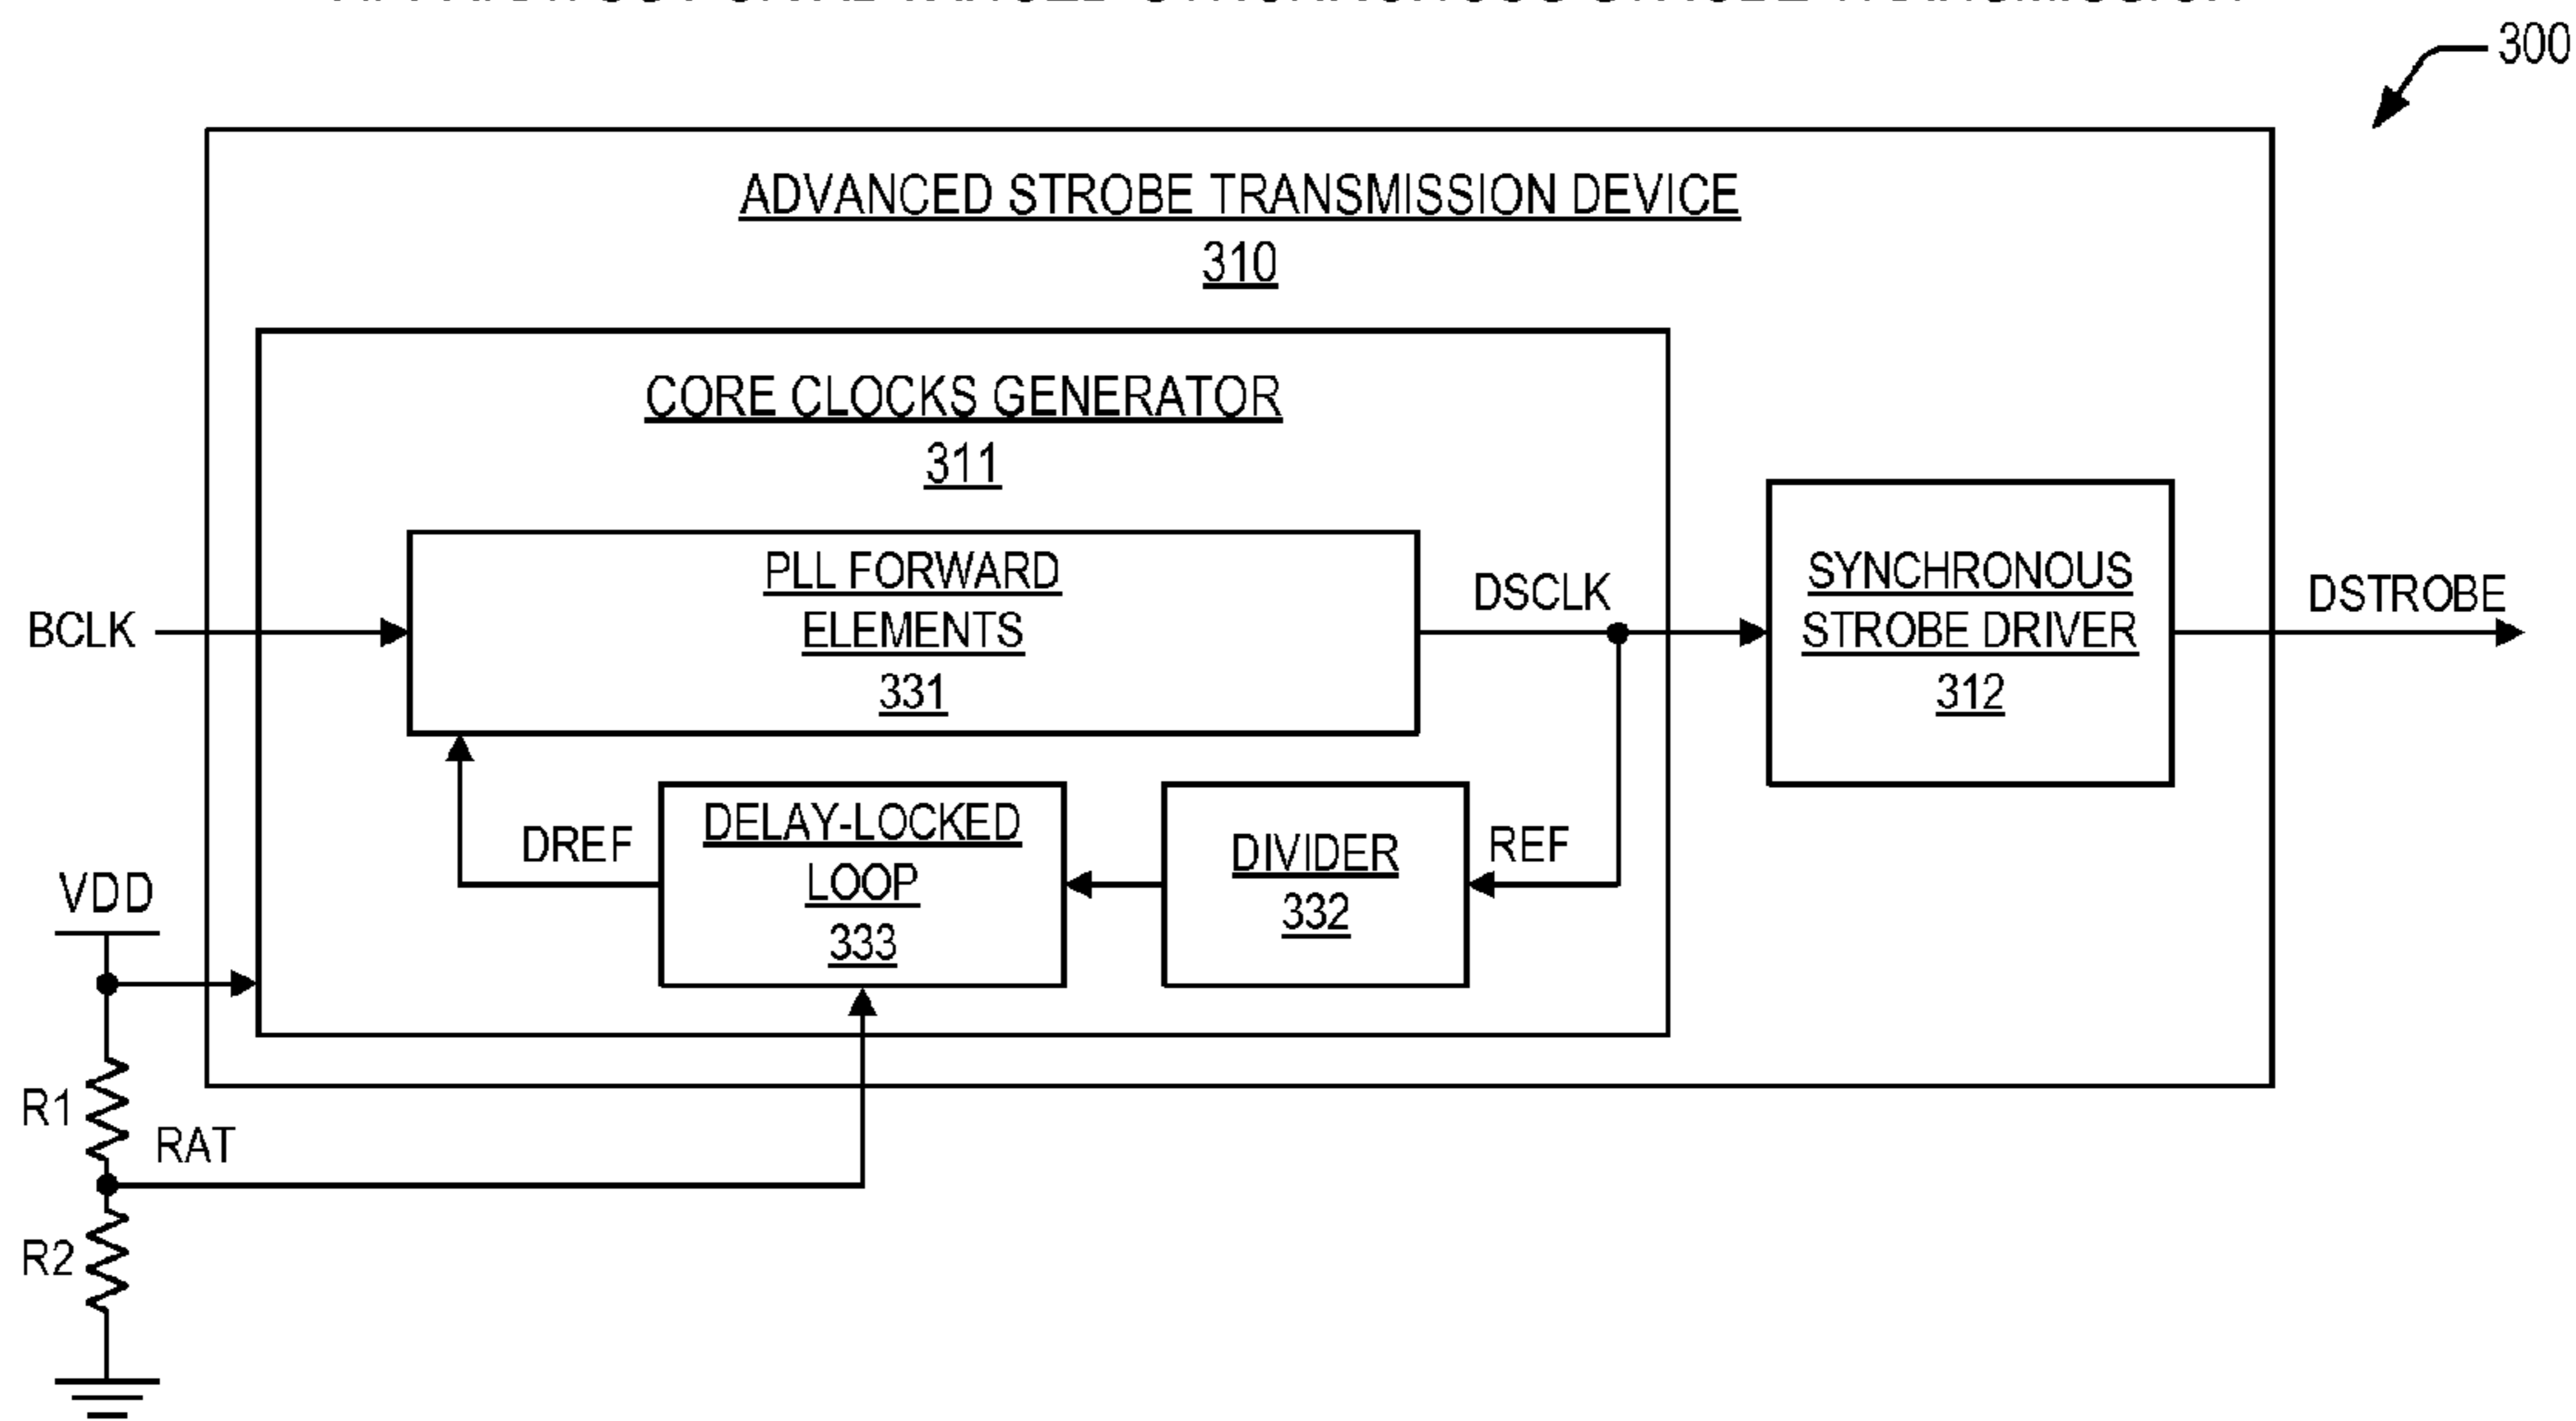 300
ADVANCED STROBE TRANSMISSION DEVICE
310
CORE CLOCKS GENERATOR
311
BCLK
PLL FORWARD
ELEMENTS
331
DSCLK
SYNCHRONOUS
STROBE DRIVER
312
DSTROBE
DREF
DELAY-LOCKED
LOOP
333
DIVIDER
332
REF
VDD
R1
RAT
R2